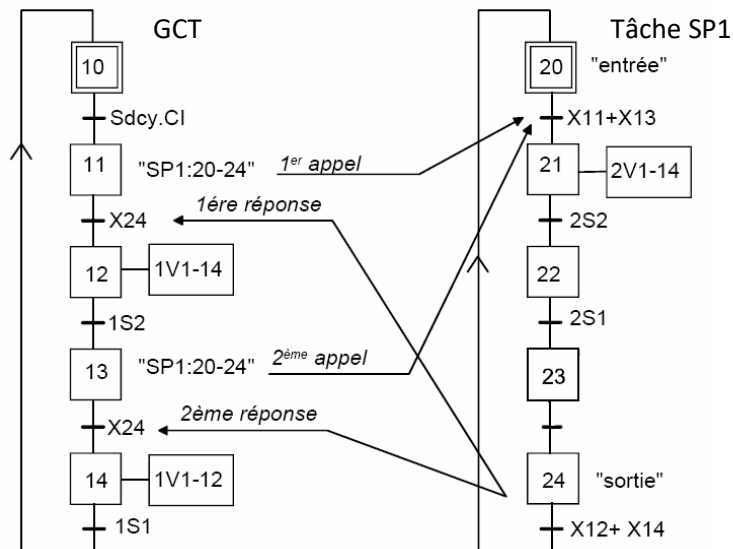 GCT
10
Sdcy.CI
11 "SP1:20-24" 1er appel
X24 1ére réponse
12 1V1-14
1S2
13 "SP1:20-24" 2ème appel
X24 2ème réponse
14 1V1-12
1S1
Tâche SP1
20 "entrée"
X11+X13
21 2V1-14
2S2
22
2S1
23
24 "sortie"
X12+ X14